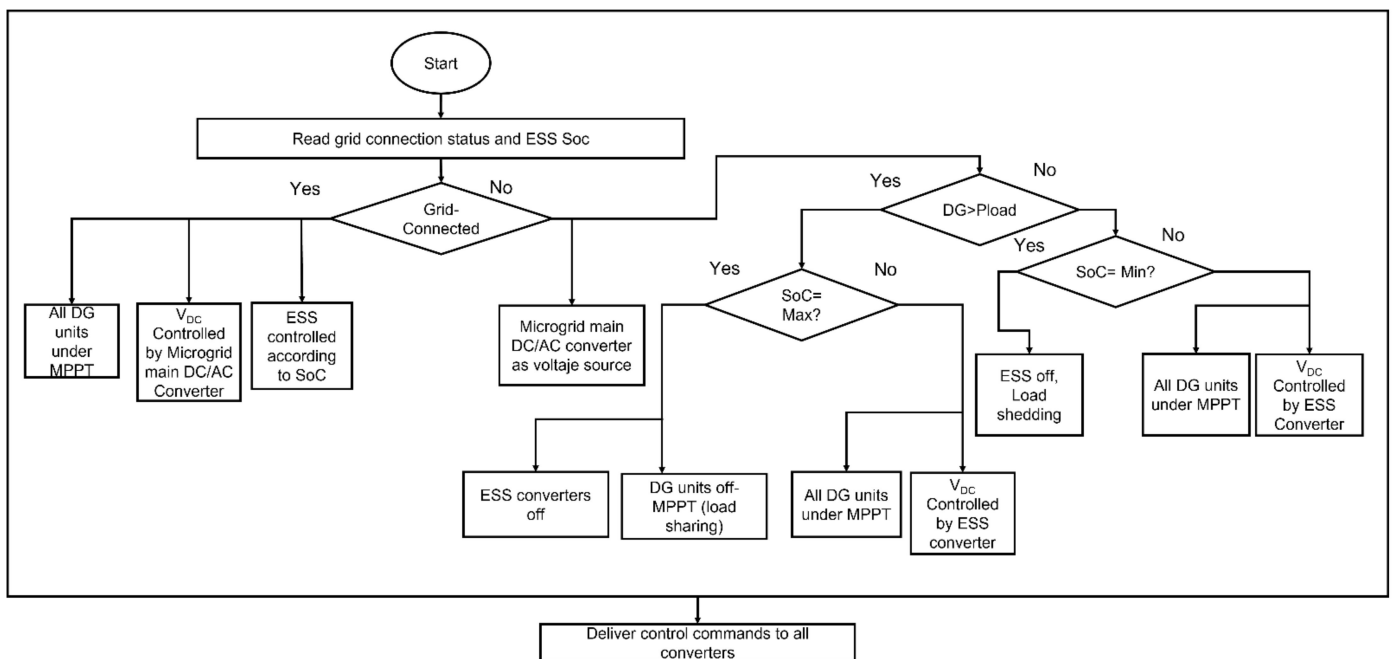 Start
Read grid connection status and ESS Soc
Yes
No
Grid-
Connected
Yes
No
DG>Pload
Yes
No
SoC= Min?
Yes
No
SoC=
Max?
All DG
units
under
MPPT
VDC
Controlled
by Microgrid
main DC/AC
Converter
ESS
controlled
according
to SoC
Microgrid main
DC/AC converter
as voltaje source
ESS off,
Load
shedding
All DG units
under MPPT
VDC
Controlled
by ESS
Converter
ESS converters
off
DG units off-
MPPT (load
sharing)
All DG units
under MPPT
VDC
Controlled
by ESS
converter
Deliver control commands to all
converters